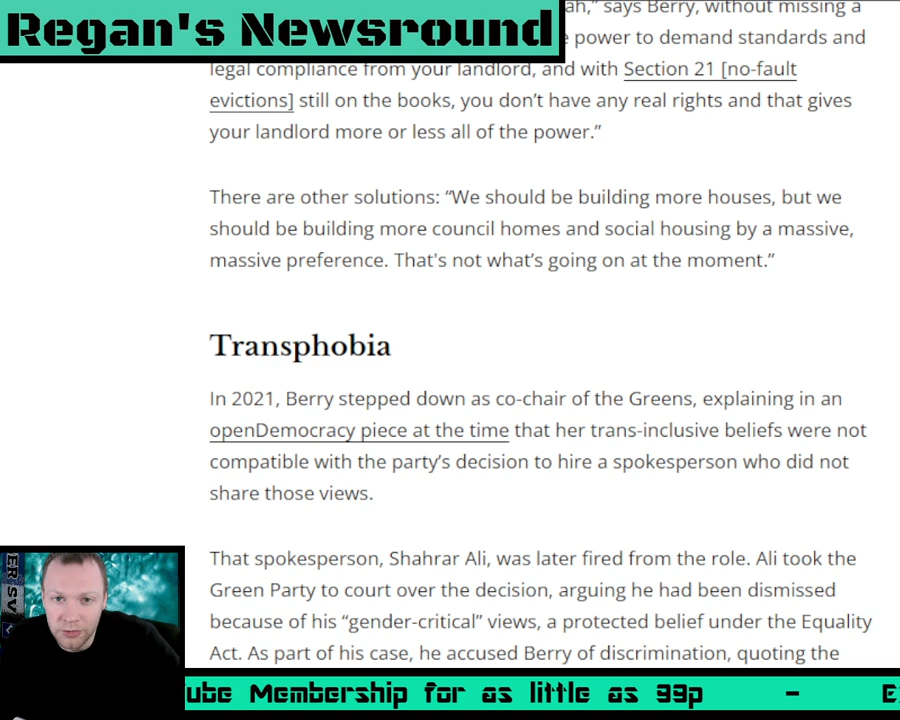 Regan's Newsround
ah,” says Berry, without missing a
power to demand standards and
legal compliance from your landlord, and with Section 21 [no-fault
evictions] still on the books, you don’t have any real rights and that gives
your landlord more or less all of the power.”
There are other solutions: “We should be building more houses, but we
should be building more council homes and social housing by a massive,
massive preference. That's not what’s going on at the moment.”
Transphobia
In 2021, Berry stepped down as co-chair of the Greens, explaining in an
openDemocracy piece at the time that her trans-inclusive beliefs were not
compatible with the party’s decision to hire a spokesperson who did not
share those views.
That spokesperson, Shahrar Ali, was later fired from the role. Ali took the
Green Party to court over the decision, arguing he had been dismissed
because of his “gender-critical” views, a protected belief under the Equality
Act. As part of his case, he accused Berry of discrimination, quoting the
ube Membership for as little as 99p - E